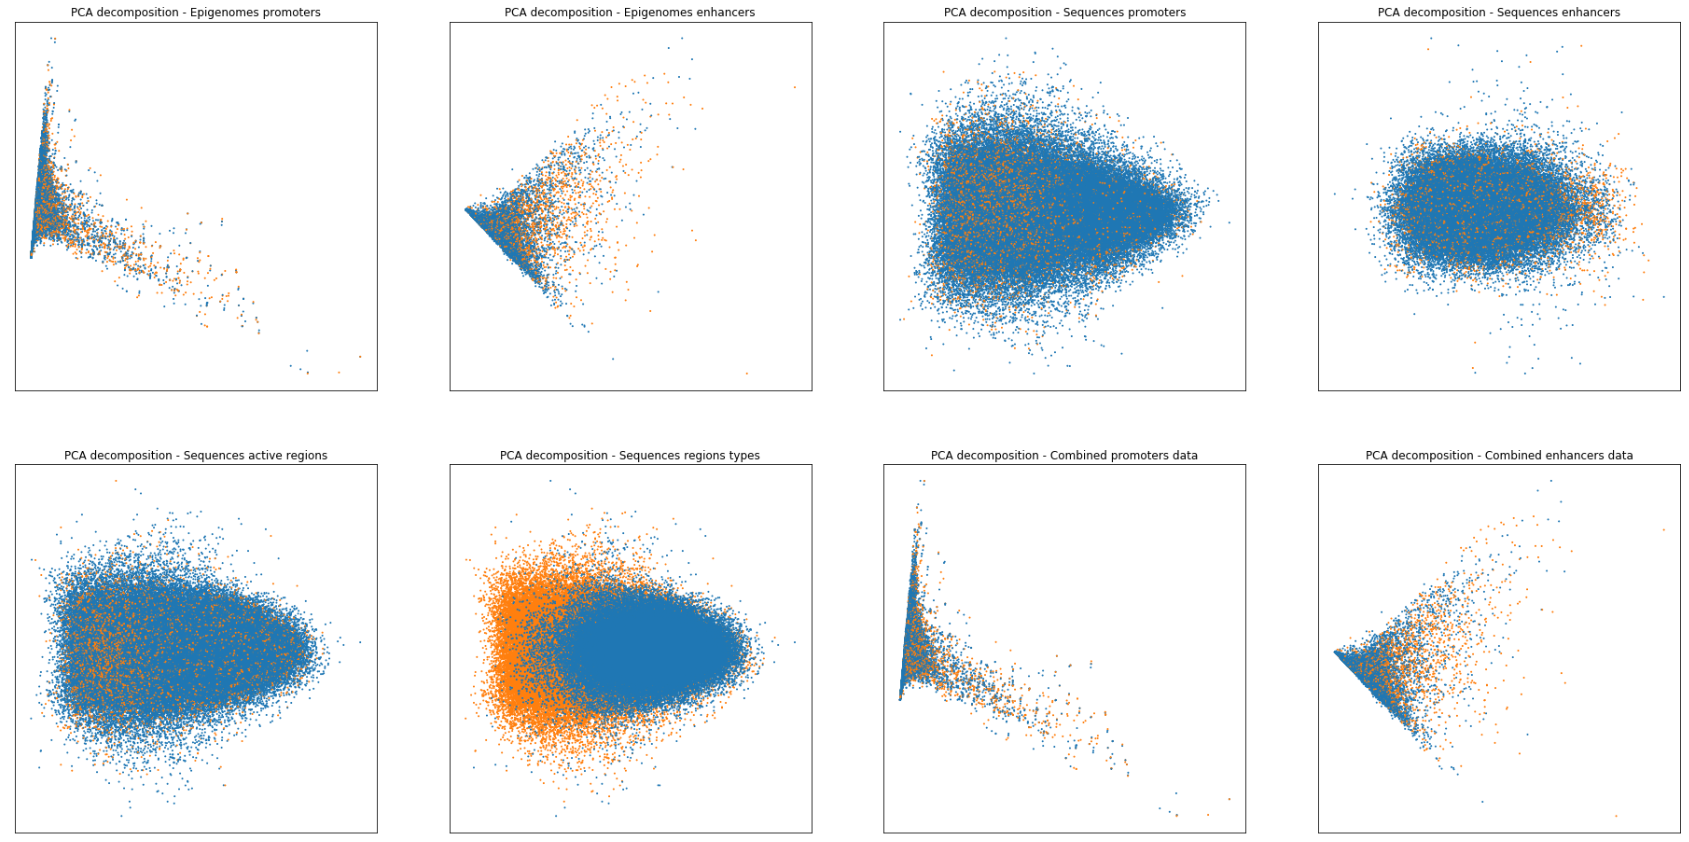 PCA decomposition - Epigenomes promoters
PCA decomposition - Epigenomes enhancers
PCA decomposition - Sequences promoters
PCA decomposition - Sequences enhancers
PCA decomposition - Sequences active regions
PCA decomposition - Sequences regions types
PCA decomposition - Combined promoters data
PCA decomposition - Combined enhancers data